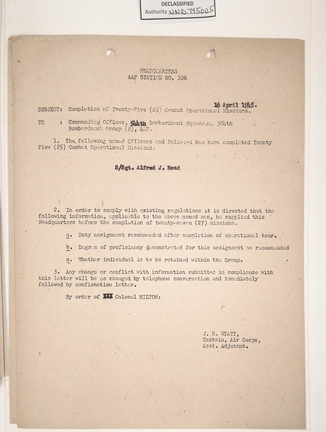 DECLASSIFIED
Authority NND 745005
HEADQUARTERS
AAF STATION NO. 106
16 April 1945.
SUBJECT: Completion of Twenty-Five (25) Combat Operational Missions.
TO : Commanding Officer, 544th Bombardment Squadron, 384th
Bombardment Group (H), AAF.
1. The following named Officers and Enlisted Men have completed Twenty
Five (25) Combat Operational Missions.
S/Sgt. Alfred J. Head
2. In order to comply with existing regulations it is directed that the
following information, applicable to the above named men, be supplied this
Headquarters before the completion of twenty-seven (27) missions.
a. Duty assignment recommended after completion of operational tour.
b. Degree of proficiency demonstrated for this assignment as recommended
c. Whether individual is to be retained within the Group.
3. Any change or conflict with information submitted in compliance with
this letter will be so changed by telephone conversation and immediately
followed by confirmation letter.
By order of Colonel MILTON:
WYATT,
Captain, Air Corps,
Asst. Adjutant.